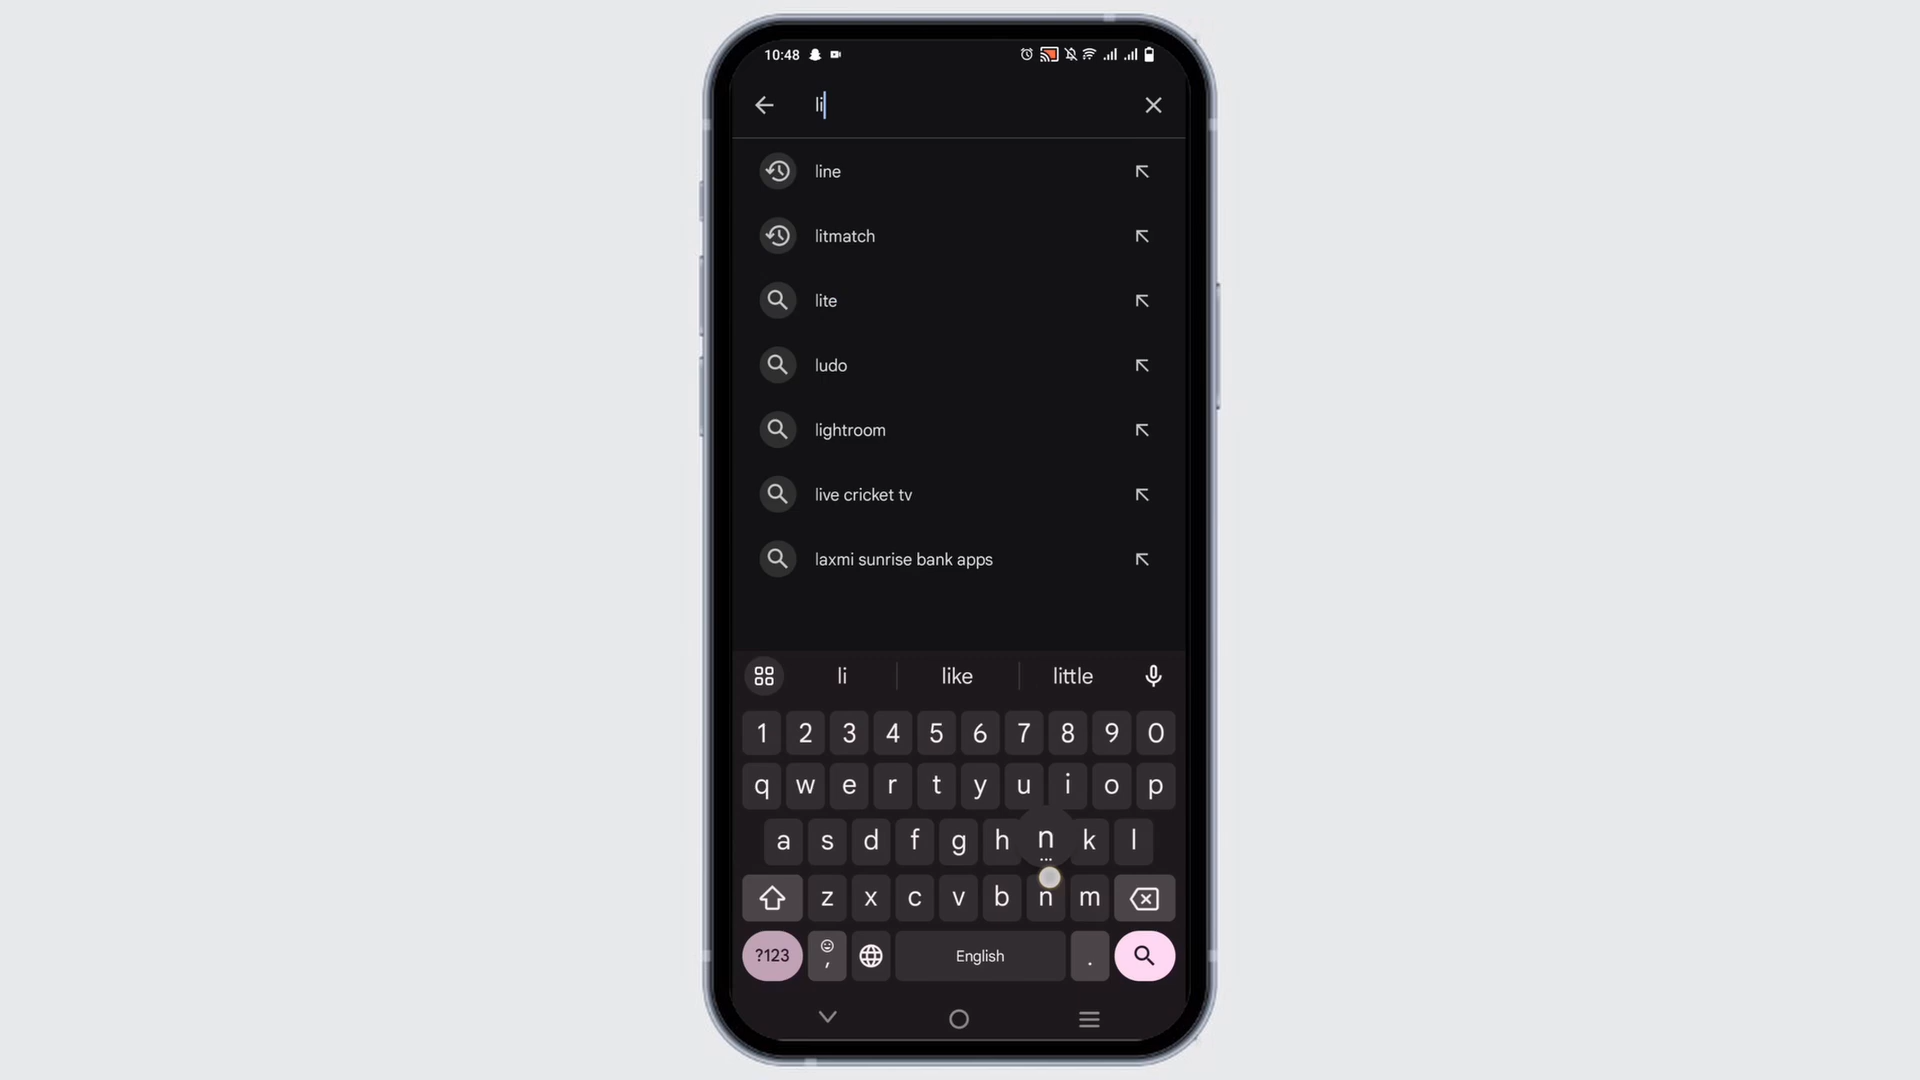 10:48
li
line
litmatch
lite
ludo
lightroom
live cricket tv
laxmi sunrise bank apps
li like little
1 2 3 4 5 6 7 8 9 0
q w e r t y u i o p
a s d f g h n k l
z x c v b n m
?123 , English .